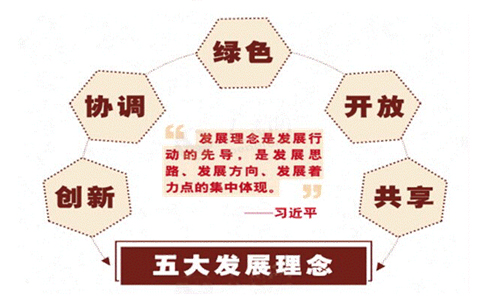 绿色
协调
开放
创新
共享
发展理念是发展行
动的先导，是发展思
路、发展方向、发展着
力点的集中体现。
——习近平
五大发展理念